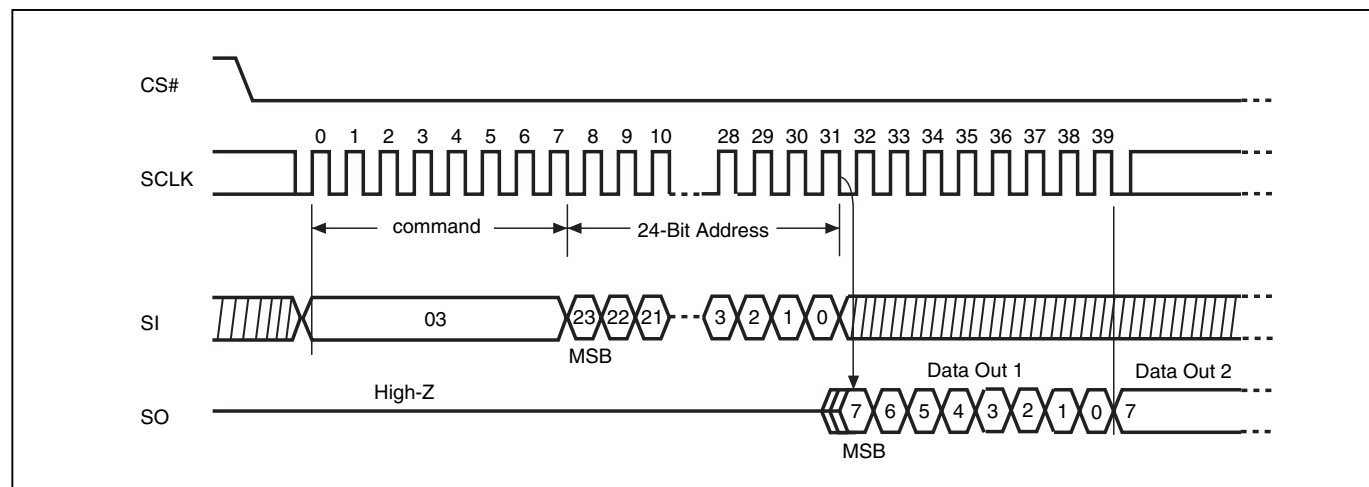 CS#
0 1 2 3 4 5 6 7 8 9 10 28 29 30 31 32 33 34 35 36 37 38 39
SCLK
command 24-Bit Address
SI 03 23 22 21 3 2 1 0
MSB
Data Out 1 Data Out 2
High-Z
SO 7 6 5 4 3 2 1 0 7
MSB